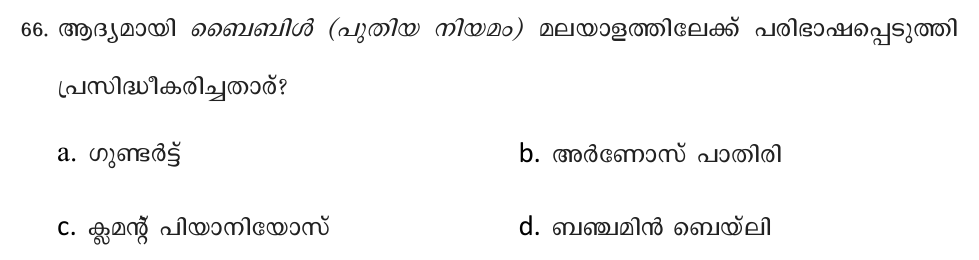 66. ആദ്യമായി ബൈബിൾ (പുതിയ നിയമം) മലയാളത്തിലേക്ക് പരിഭാഷപ്പെടുത്തി
പ്രസിദ്ധീകരിച്ചതാര്?
a. ഗുണ്ടർട്ട് b. അർണോസ് പാതിരി
c. ക്ലമന്റ് പിയാനിയോസ് d. ബഞ്ചമിൻ ബെയ്‌ലി